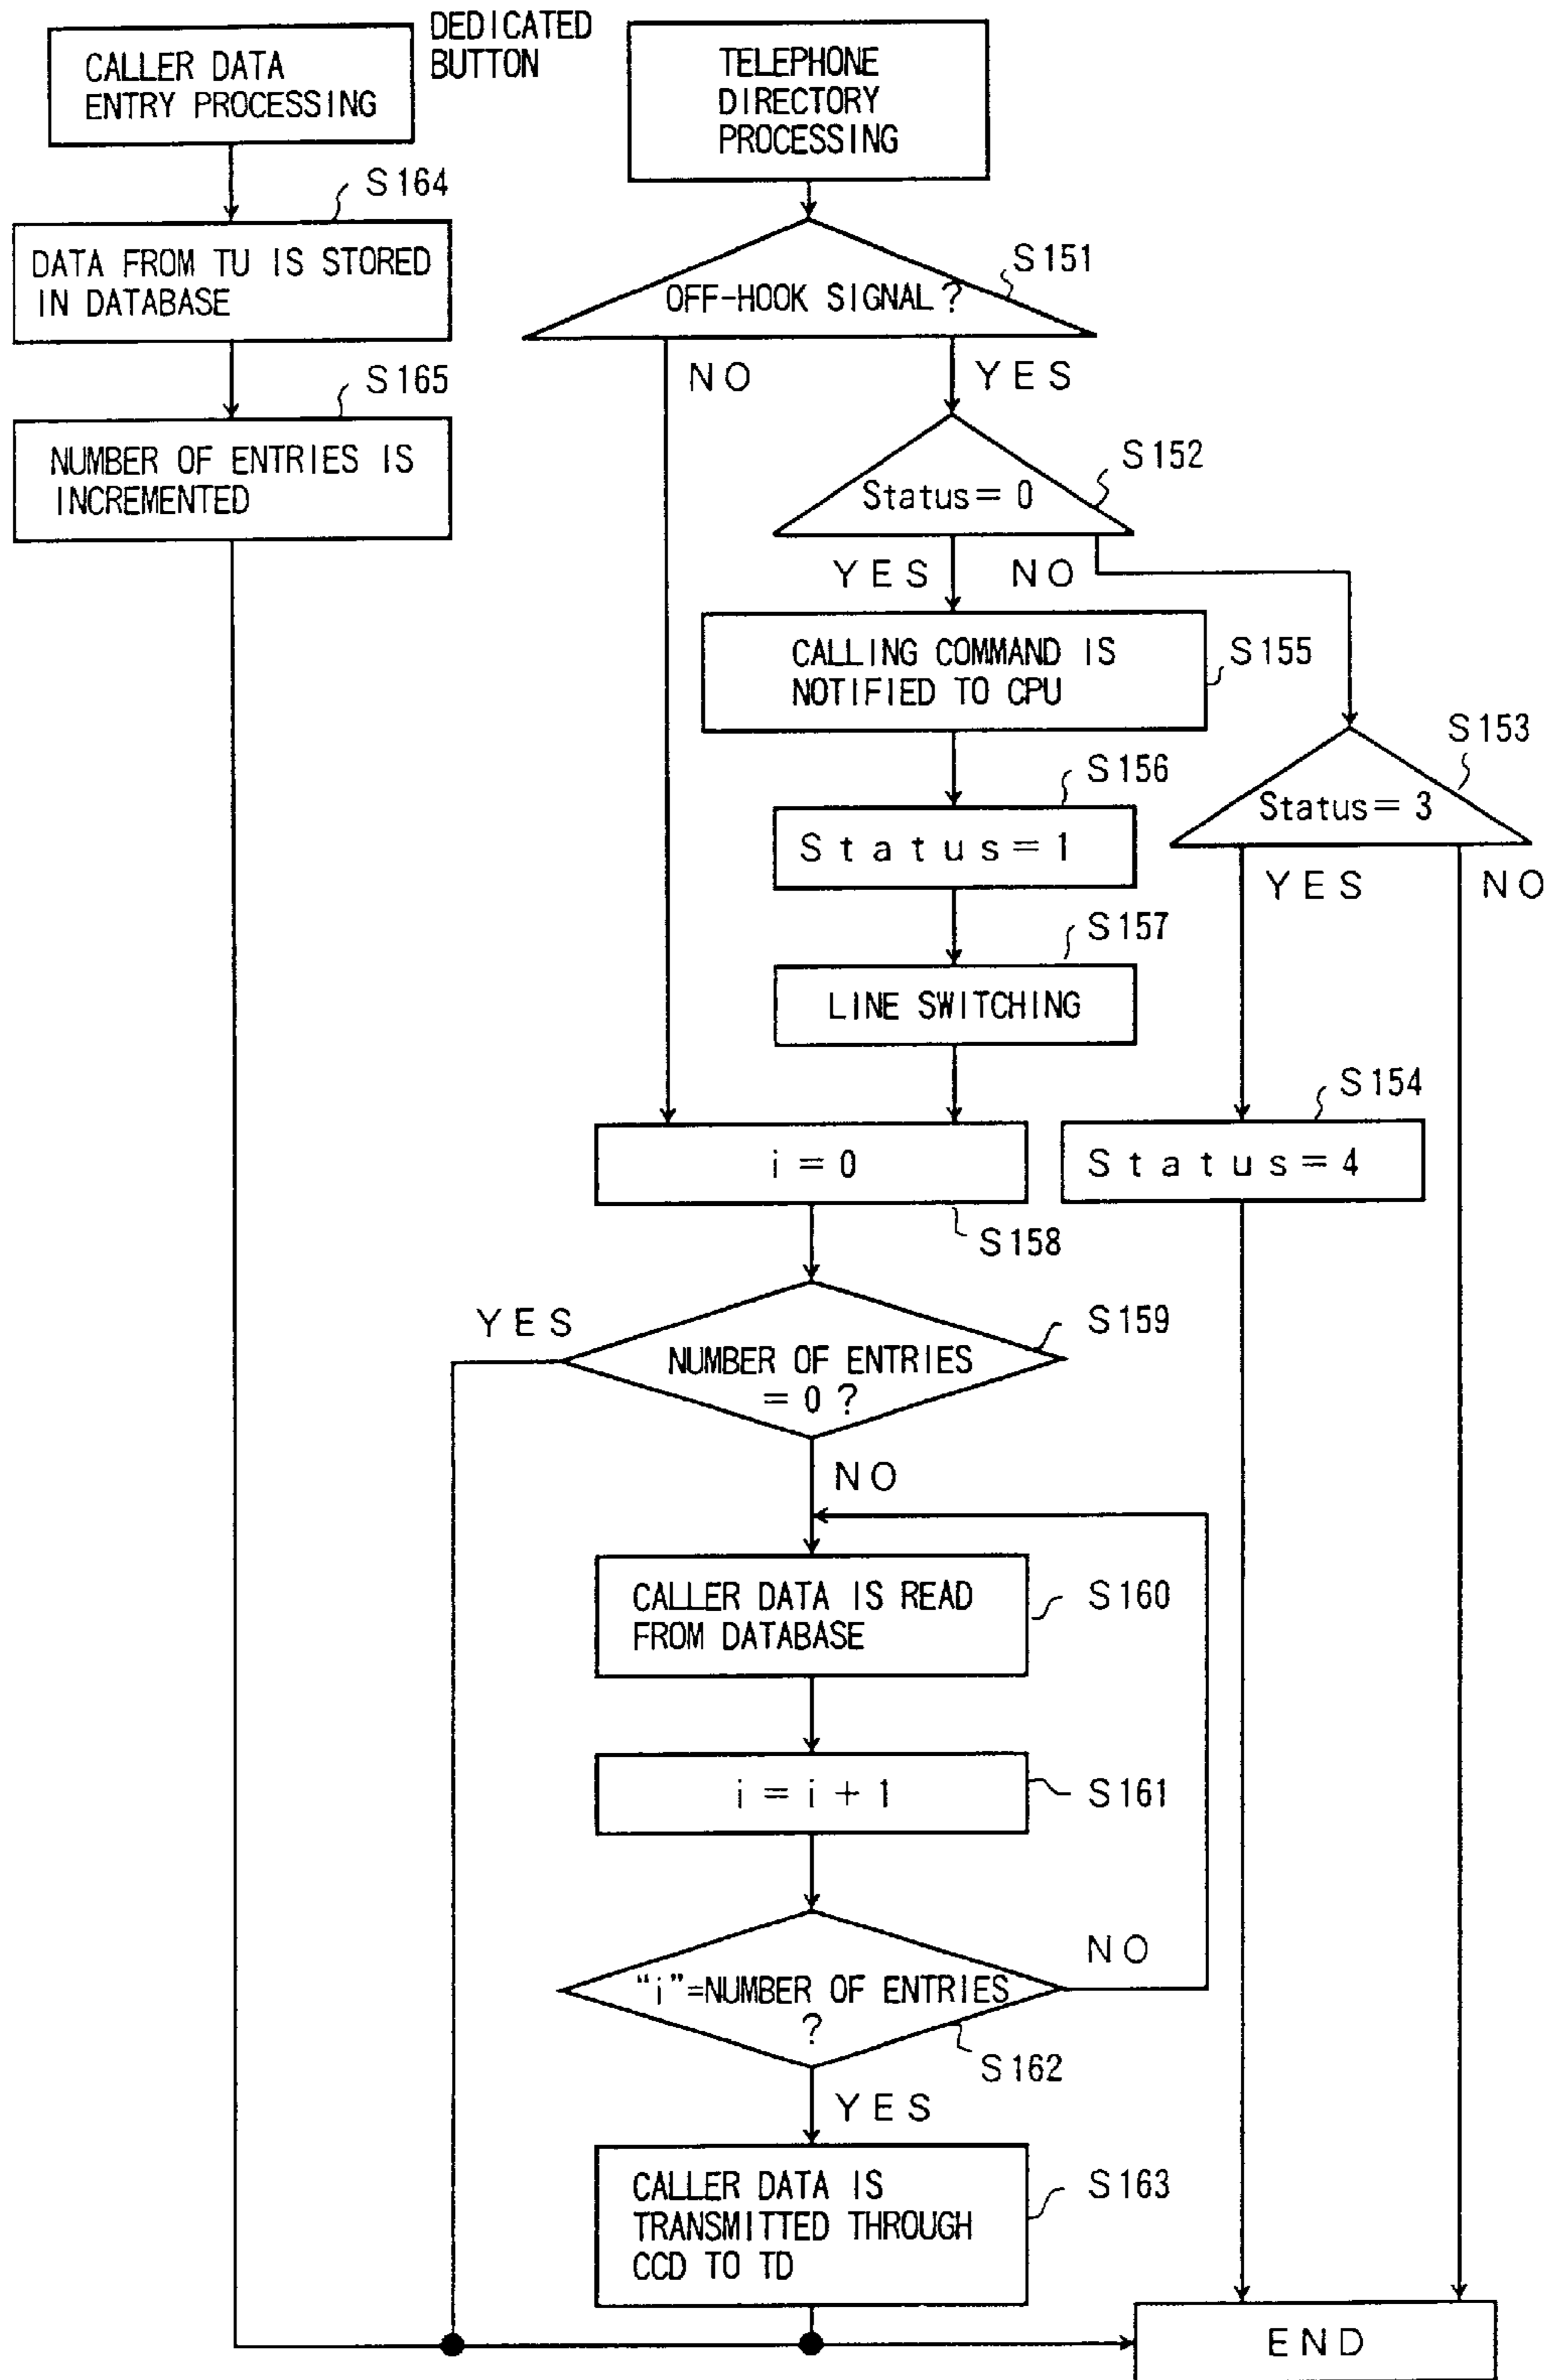 CALLER DATA
ENTRY PROCESSING
DEDICATED
BUTTON
S164
DATA FROM TU IS STORED
IN DATABASE
S165
NUMBER OF ENTRIES IS
INCREMENTED
TELEPHONE
DIRECTORY
PROCESSING
S151
OFF-HOOK SIGNAL?
NO
YES
S152
Status=0
YES
NO
CALLING COMMAND IS
NOTIFIED TO CPU
S155
S153
Status=3
YES
NO
S156
Status=1
S157
LINE SWITCHING
S154
Status=4
i=0
S158
YES
S159
NUMBER OF ENTRIES
=0?
NO
CALLER DATA IS READ
FROM DATABASE
S160
i=i+1
S161
NO
“i”=NUMBER OF ENTRIES
?
S162
YES
CALLER DATA IS
TRANSMITTED THROUGH
CCD TO TD
S163
END